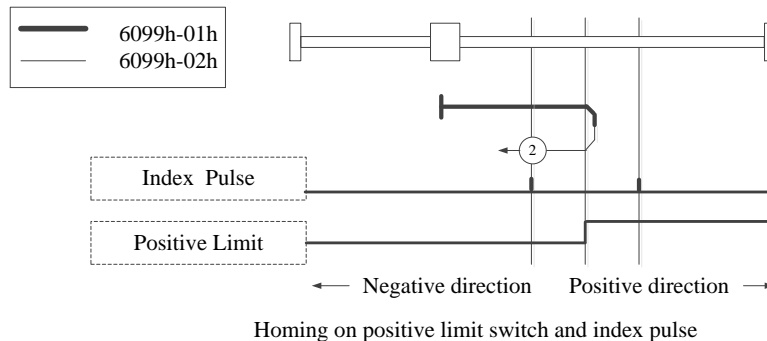 6099h-01h
6099h-02h
2
Index Pulse
Positive Limit
Negative direction Positive direction
Homing on positive limit switch and index pulse